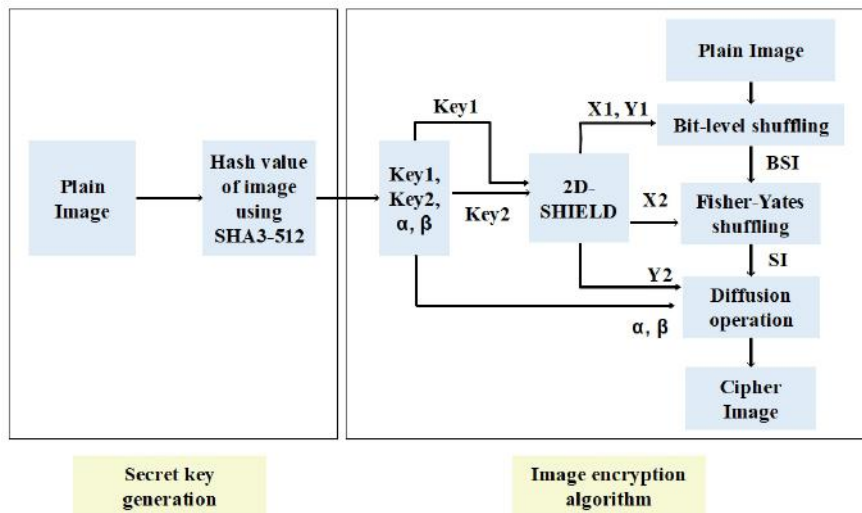 Plain
Image
Hash value
of image
using
SHA3-512
Key1,
Key2,
α, β
Key1
Key2
2D-
SHIELD
X1, Y1
X2
Y2
α, β
Plain Image
Bit-level shuffling
BSI
Fisher-Yates
shuffling
SI
Diffusion
operation
Cipher
Image
Secret key
generation
Image encryption
algorithm